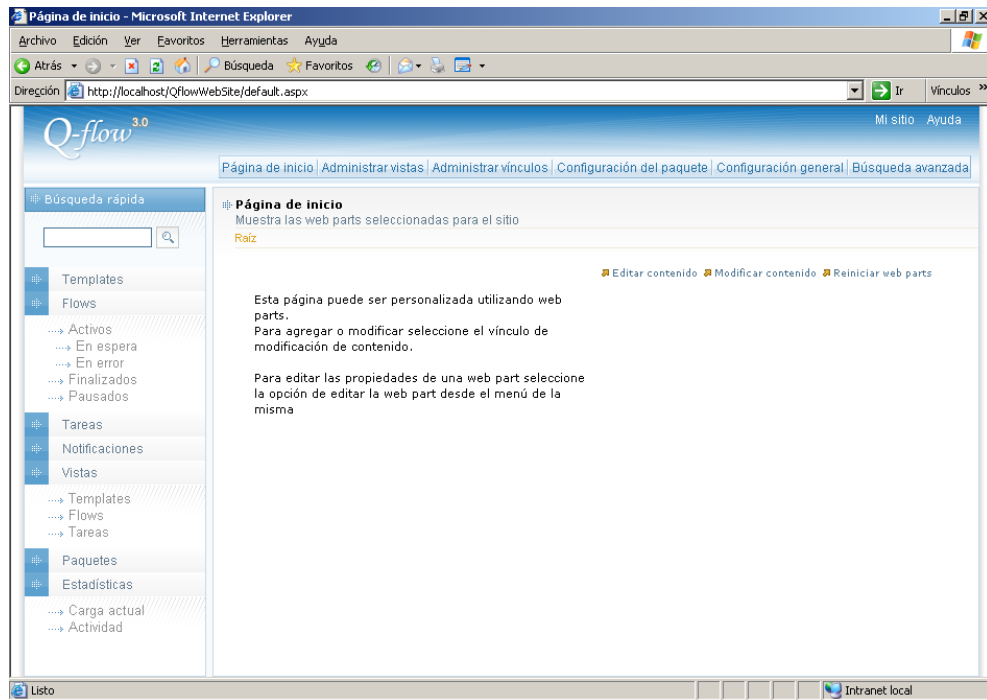 Página de inicio - Microsoft Internet Explorer
Archivo Edición Ver Favoritos Herramientas Ayuda
Atrás Búsqueda Favoritos
Dirección http://localhost/QflowWebSite/default.aspx Ir Vínculos »
Q-flow 3.0
Mi sitio Ayuda
Página de inicio | Administrar vistas | Administrar vínculos | Configuración del paquete | Configuración general | Búsqueda avanzada
Búsqueda rápida
Templates
Flows
Activos
En espera
En error
Finalizados
Pausados
Tareas
Notificaciones
Vistas
Templates
Flows
Tareas
Paquetes
Estadísticas
Carga actual
Actividad
Página de inicio
Muestra las web parts seleccionadas para el sitio
Raíz
Editar contenido Modificar contenido Reiniciar web parts
Esta página puede ser personalizada utilizando web
parts.
Para agregar o modificar seleccione el vínculo de
modificación de contenido.
Para editar las propiedades de una web part seleccione
la opción de editar la web part desde el menú de la
misma
Listo
Intranet local